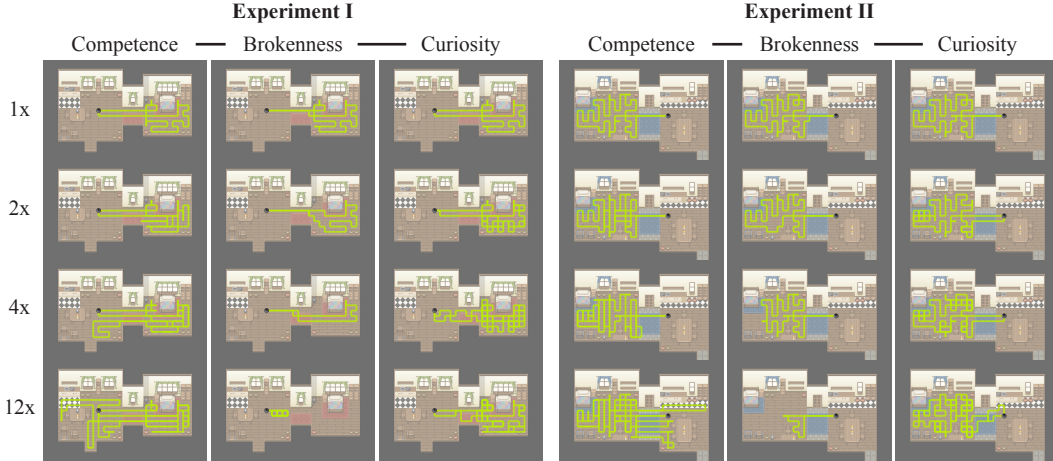 Experiment I
Experiment II
Competence
Brokenness
Curiosity
Competence
Brokenness
Curiosity
1x
2x
4x
12x